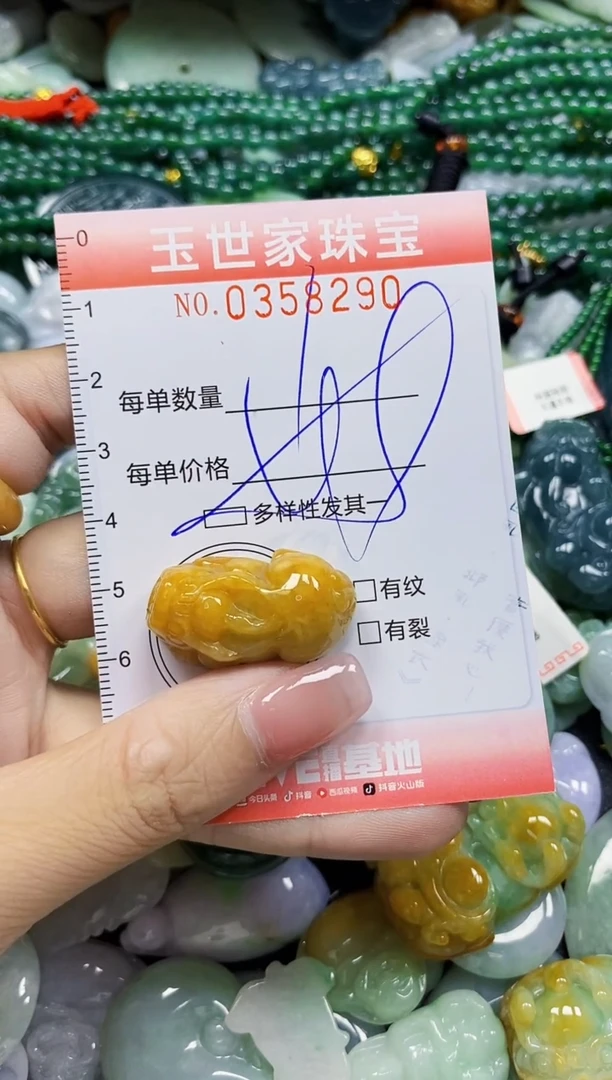 玉世家珠宝
NO.0358290
0
1
2
3
4
5
6
每单数量
每单价格
多样性发其一
有纹
有裂
基地
今日头条 抖音 西瓜视频 抖音火山版